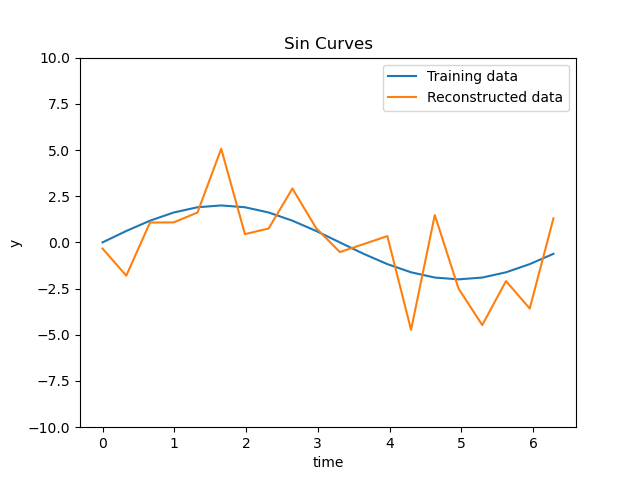 Sin Curves
Training data
Reconstructed data
10.0
7.5
5.0
2.5
0.0
−2.5
−5.0
−7.5
−10.0
y
0 1 2 3 4 5 6
time